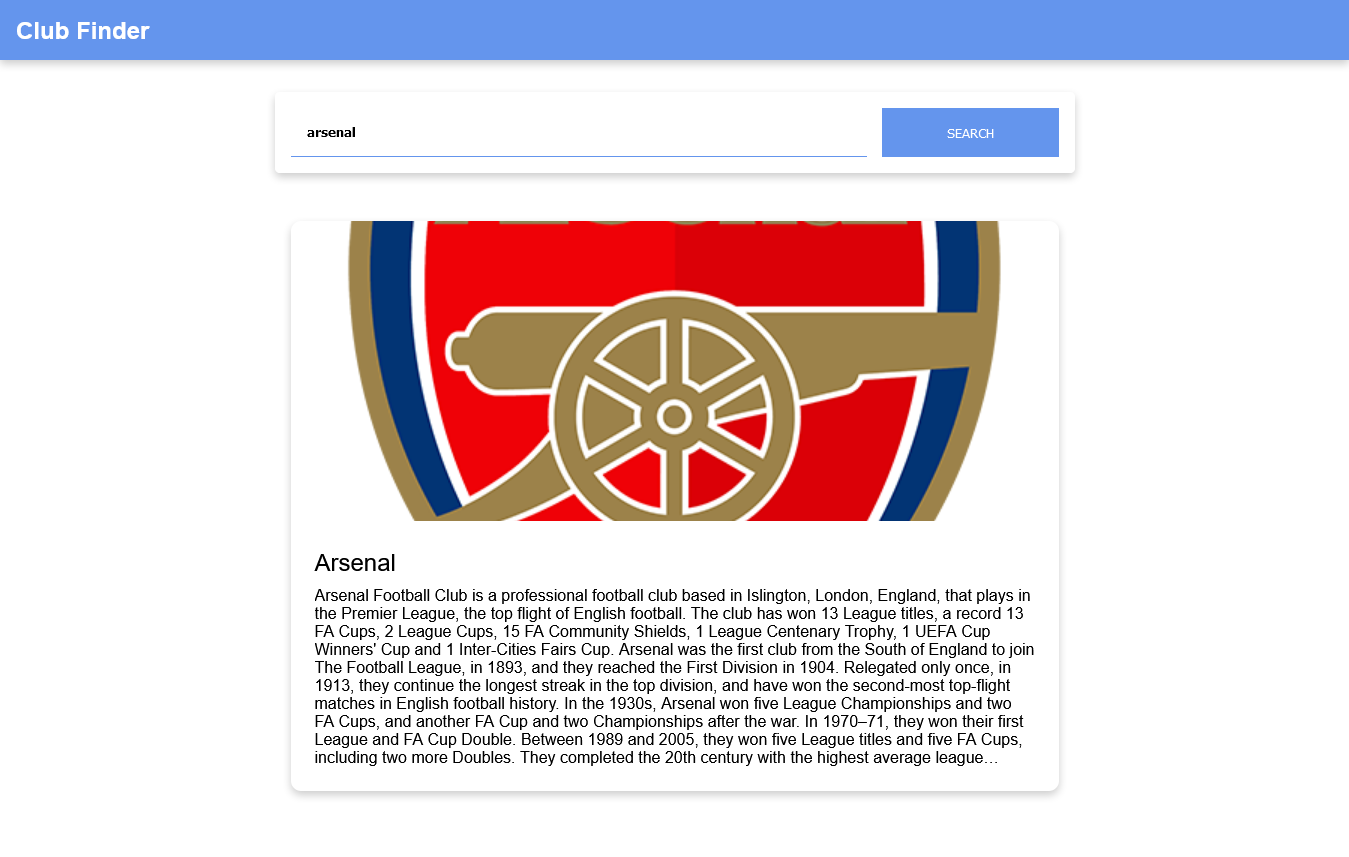 Club Finder
arsenal
SEARCH
Arsenal
Arsenal Football Club is a professional football club based in Islington, London, England, that plays in
the Premier League, the top flight of English football. The club has won 13 League titles, a record 13
FA Cups, 2 League Cups, 15 FA Community Shields, 1 League Centenary Trophy, 1 UEFA Cup
Winners' Cup and 1 Inter-Cities Fairs Cup. Arsenal was the first club from the South of England to join
The Football League, in 1893, and they reached the First Division in 1904. Relegated only once, in
1913, they continue the longest streak in the top division, and have won the second-most top-flight
matches in English football history. In the 1930s, Arsenal won five League Championships and two
FA Cups, and another FA Cup and two Championships after the war. In 1970–71, they won their first
League and FA Cup Double. Between 1989 and 2005, they won five League titles and five FA Cups,
including two more Doubles. They completed the 20th century with the highest average league…